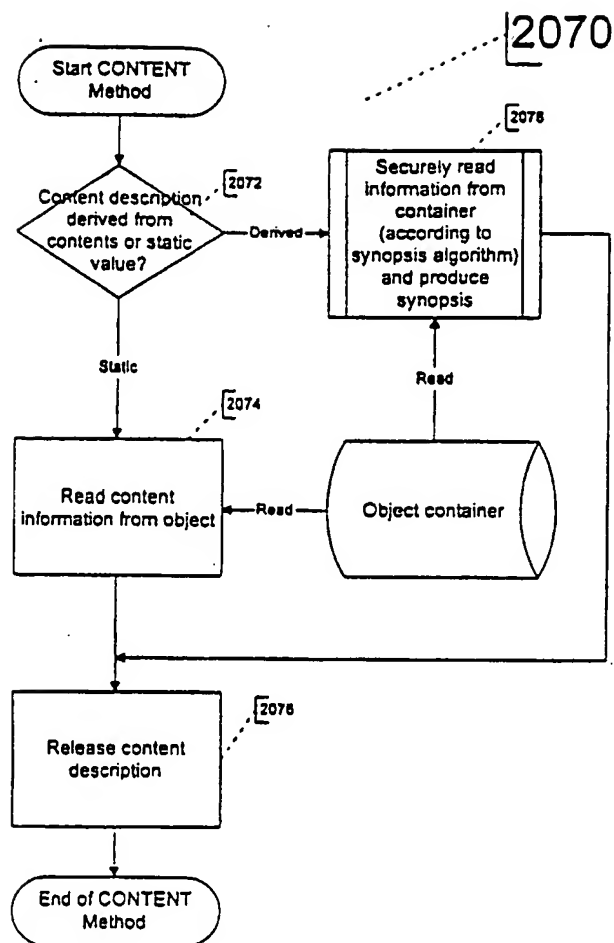 2070
Start CONTENT
Method
2078
2072
Content description
derived from
contents or static
value?
Derived
Securely read
information from
container
(according to
synopsis algorithm)
and produce
synopsis
Static
Read
2074
Read content
information from object
Read
Object container
2076
Release content
description
End of CONTENT
Method